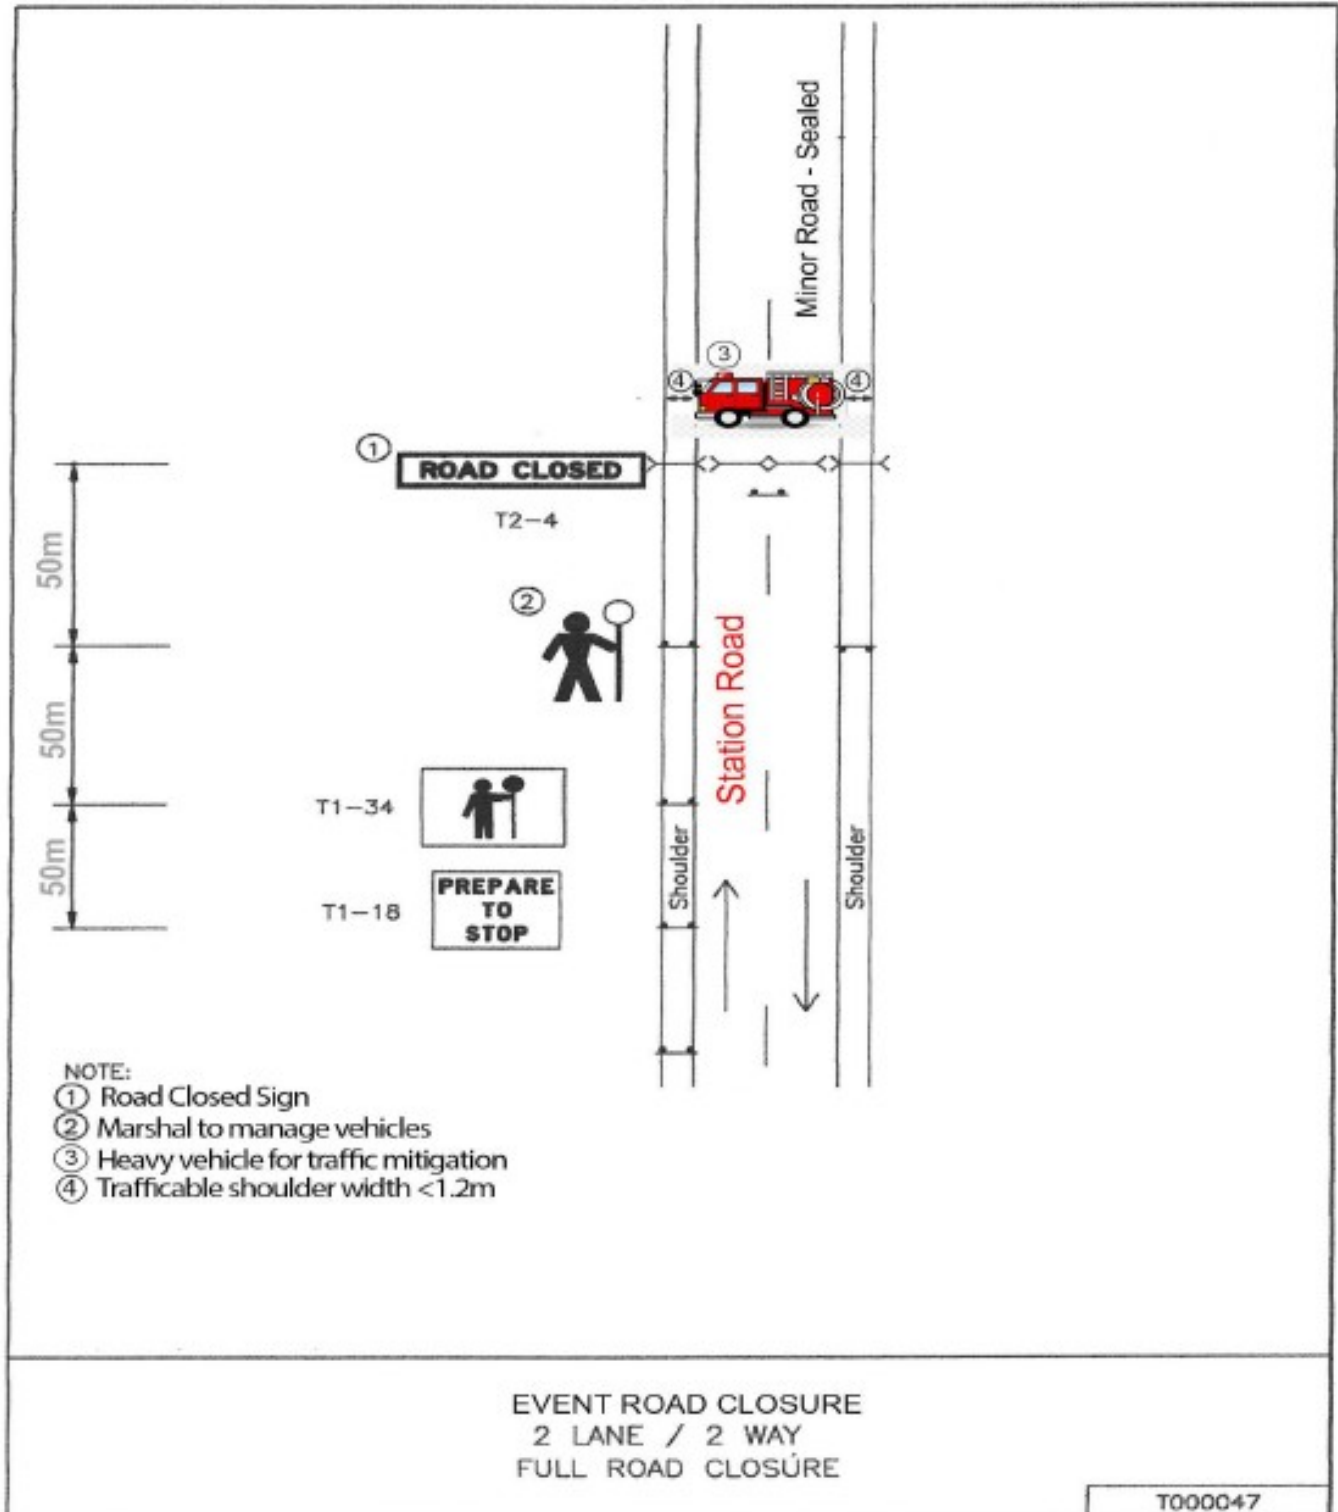 Minor Road - Sealed
③
④
④
①
ROAD CLOSED
T2-4
50m
②
Station Road
50m
T1-34
50m
Shoulder
Shoulder
T1-18
PREPARE
TO
STOP
NOTE:
① Road Closed Sign
② Marshal to manage vehicles
③ Heavy vehicle for traffic mitigation
④ Trafficable shoulder width <1.2m
EVENT ROAD CLOSURE
2 LANE / 2 WAY
FULL ROAD CLOSURE
T000047